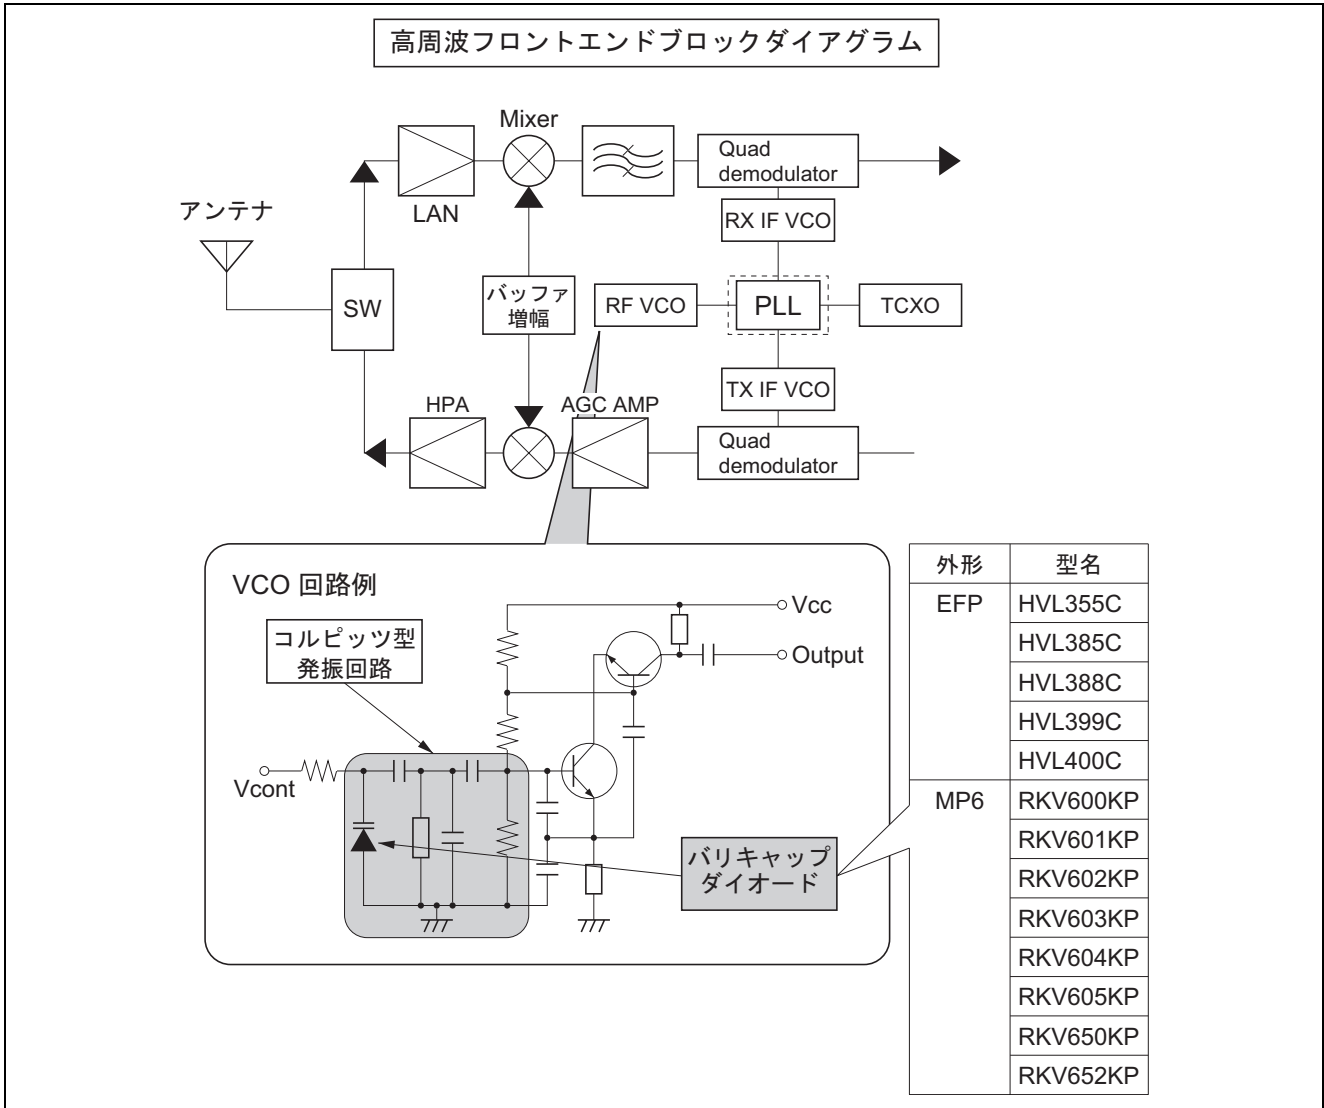 高周波フロントエンドブロックダイアグラム
Mixer
Quad
demodulator
LAN
アンテナ
RX IF VCO
SW
バッファ
増幅
RF VCO
PLL
TCXO
TX IF VCO
HPA
AGC AMP
Quad
demodulator
VCO 回路例
コルピッツ型
発振回路
Vcc
Output
Vcont
バリキャップ
ダイオード
外形 型名
EFP HVL355C
HVL385C
HVL388C
HVL399C
HVL400C
MP6 RKV600KP
RKV601KP
RKV602KP
RKV603KP
RKV604KP
RKV605KP
RKV650KP
RKV652KP